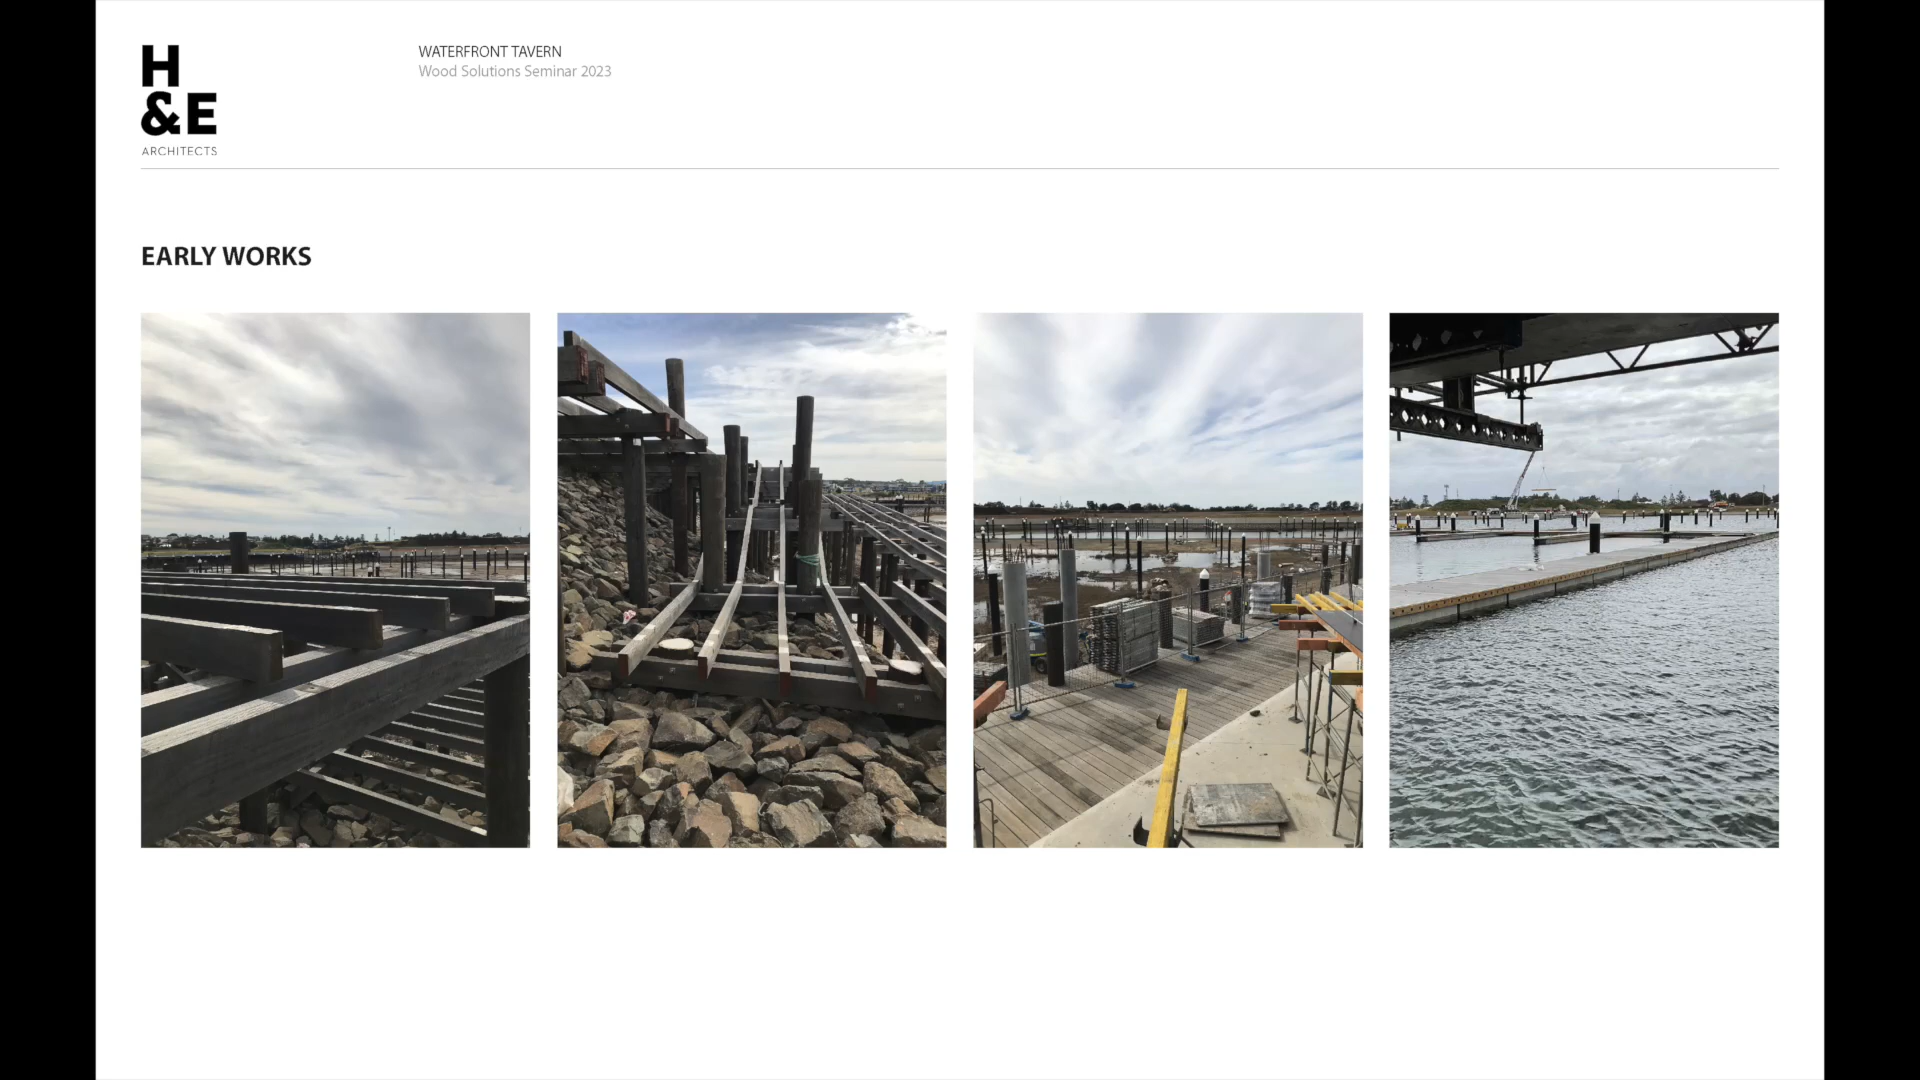 H
&E
ARCHITECTS
WATERFRONT TAVERN
Wood Solutions Seminar 2023
EARLY WORKS